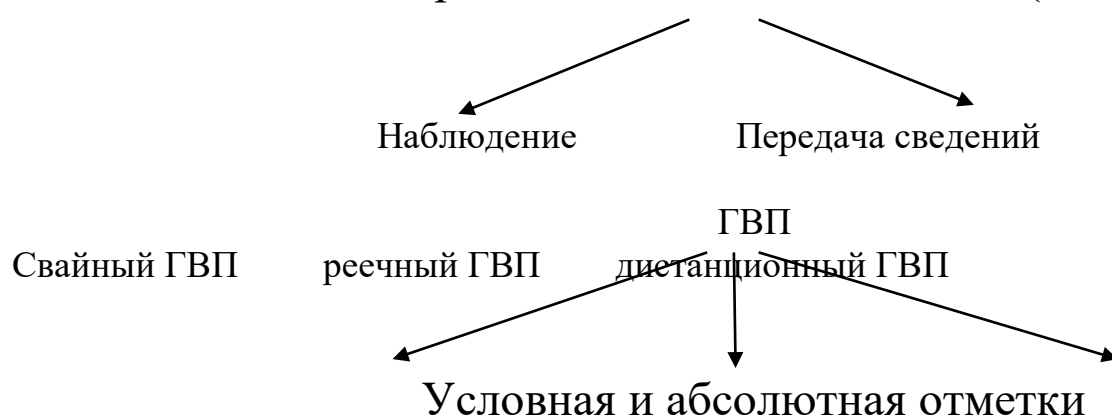 Наблюдение Передача сведений
ГВП
Свайный ГВП реечный ГВП дистанционный ГВП
Условная и абсолютная отметки